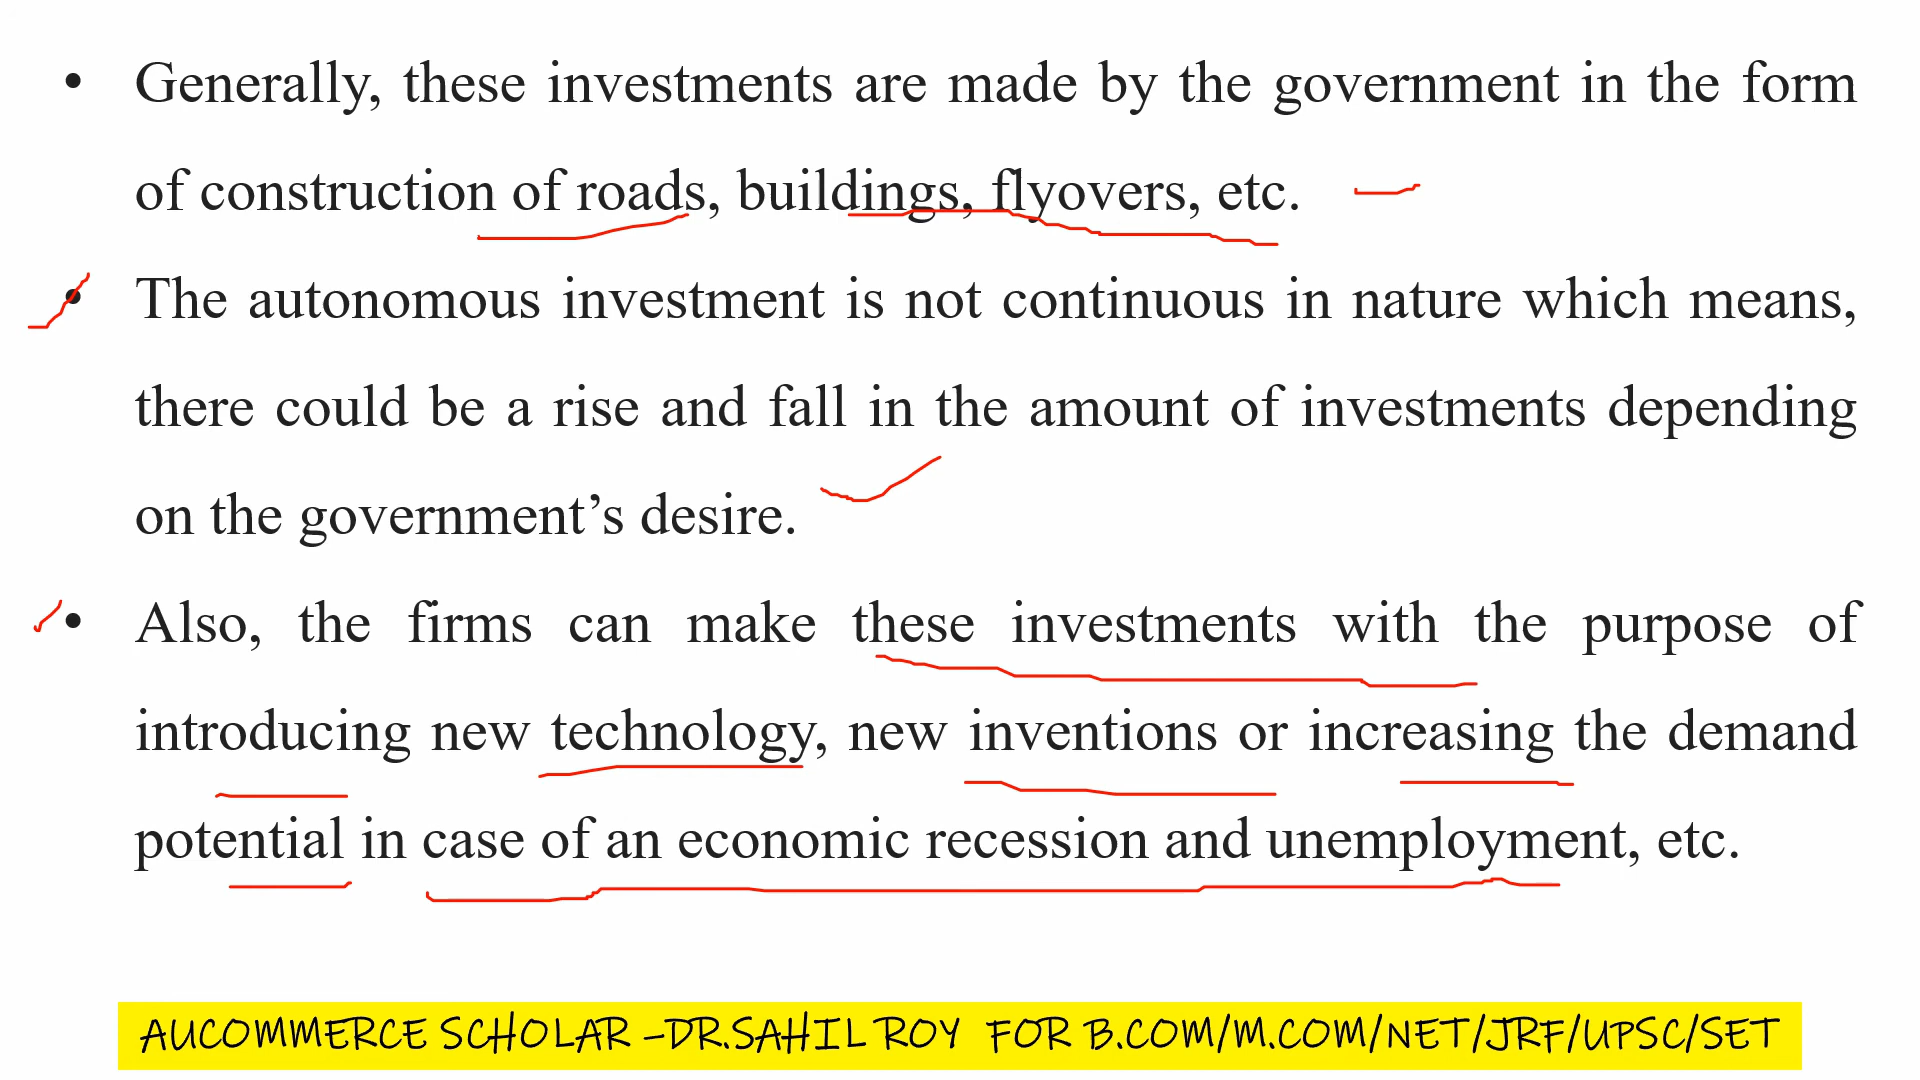 • Generally, these investments are made by the government in the form
of construction of roads, buildings, flyovers, etc.
• The autonomous investment is not continuous in nature which means,
there could be a rise and fall in the amount of investments depending
on the government’s desire.
• Also, the firms can make these investments with the purpose of
introducing new technology, new inventions or increasing the demand
potential in case of an economic recession and unemployment, etc.
AUCOMMERCE SCHOLAR -DR.SAHIL ROY FOR B.COM/M.COM/NET/JRF/UPSC/SET